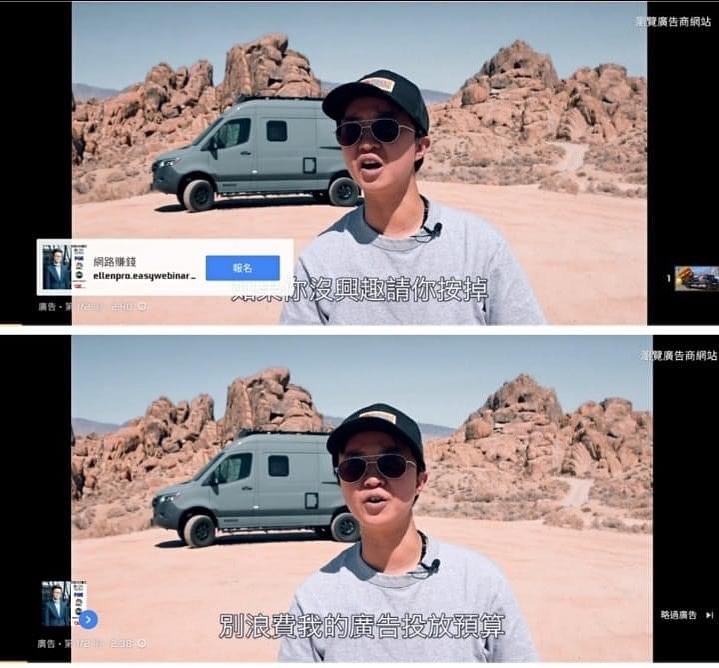 瀏覽廣告商網站
網路賺錢
ellenpro.easywebinar…
報名
如果你沒興趣請你按掉
1
瀏覽廣告商網站
別浪費我的廣告投放預算
略過廣告